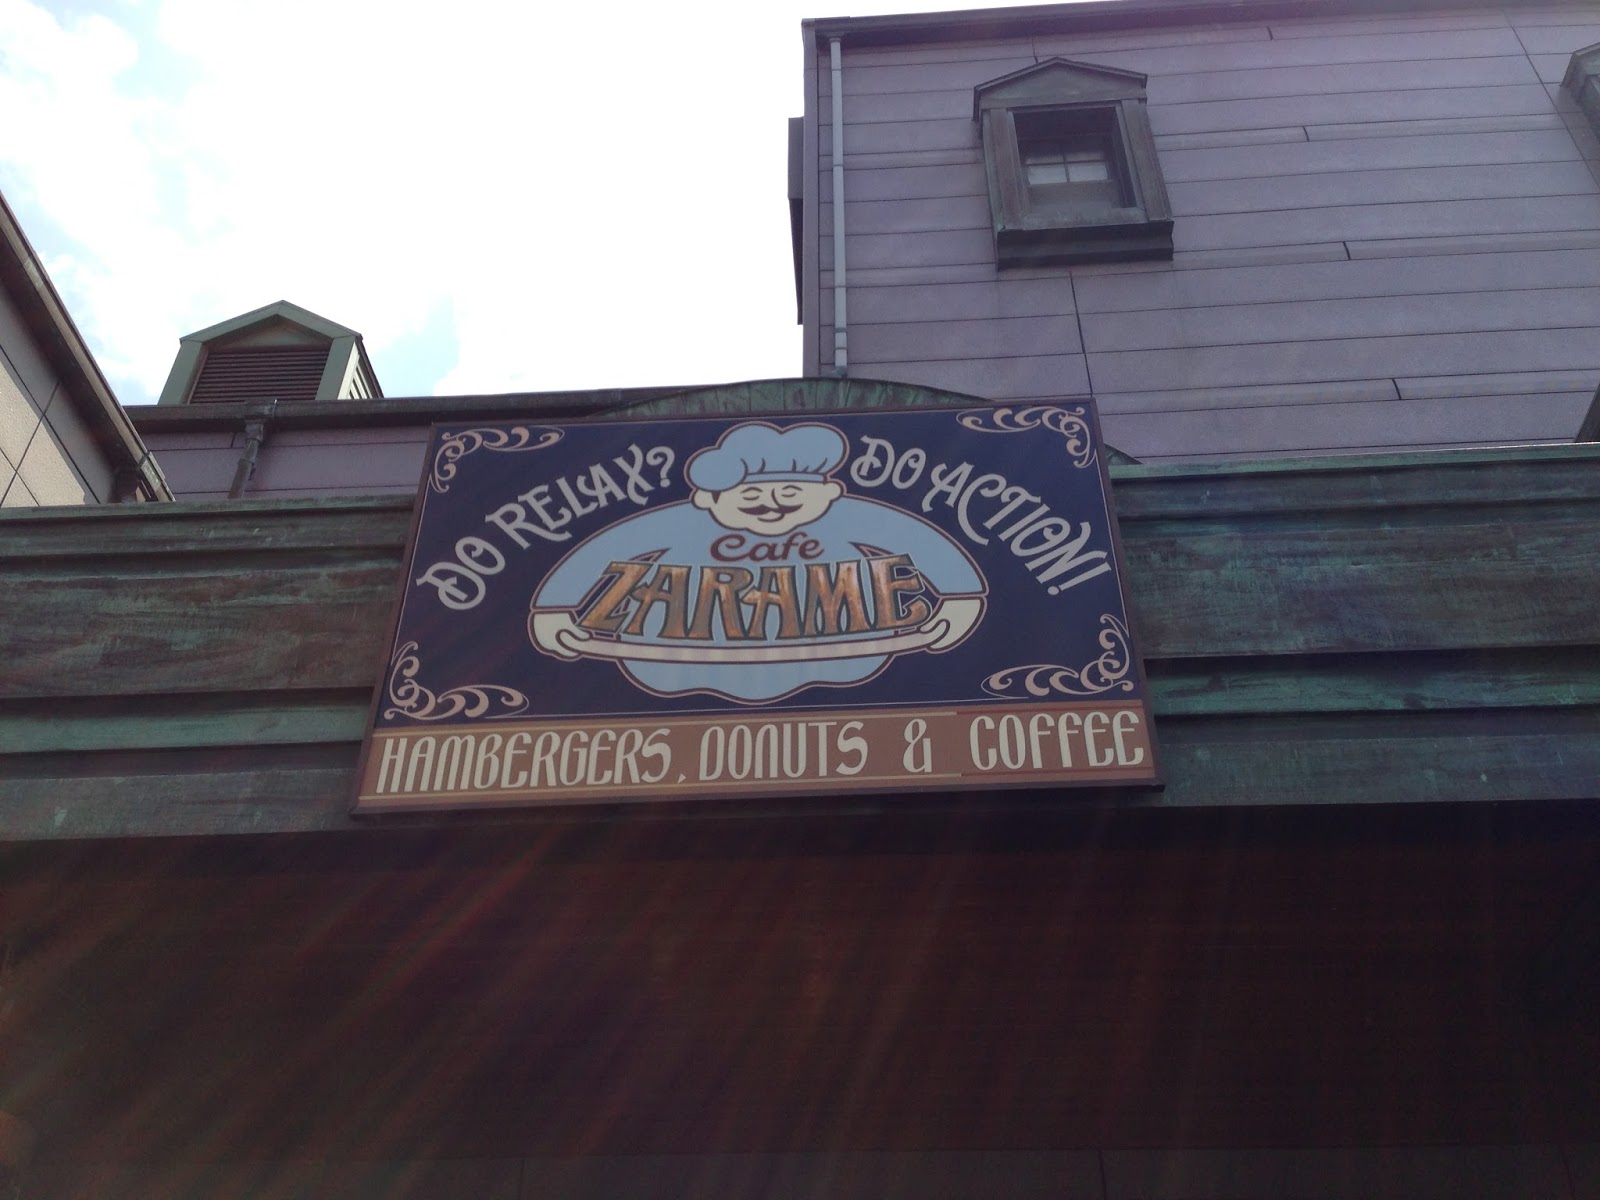 DO RELAX? DO ACTION!
Cafe
ZARAME
HAMBERGERS, DONUTS & COFFEE